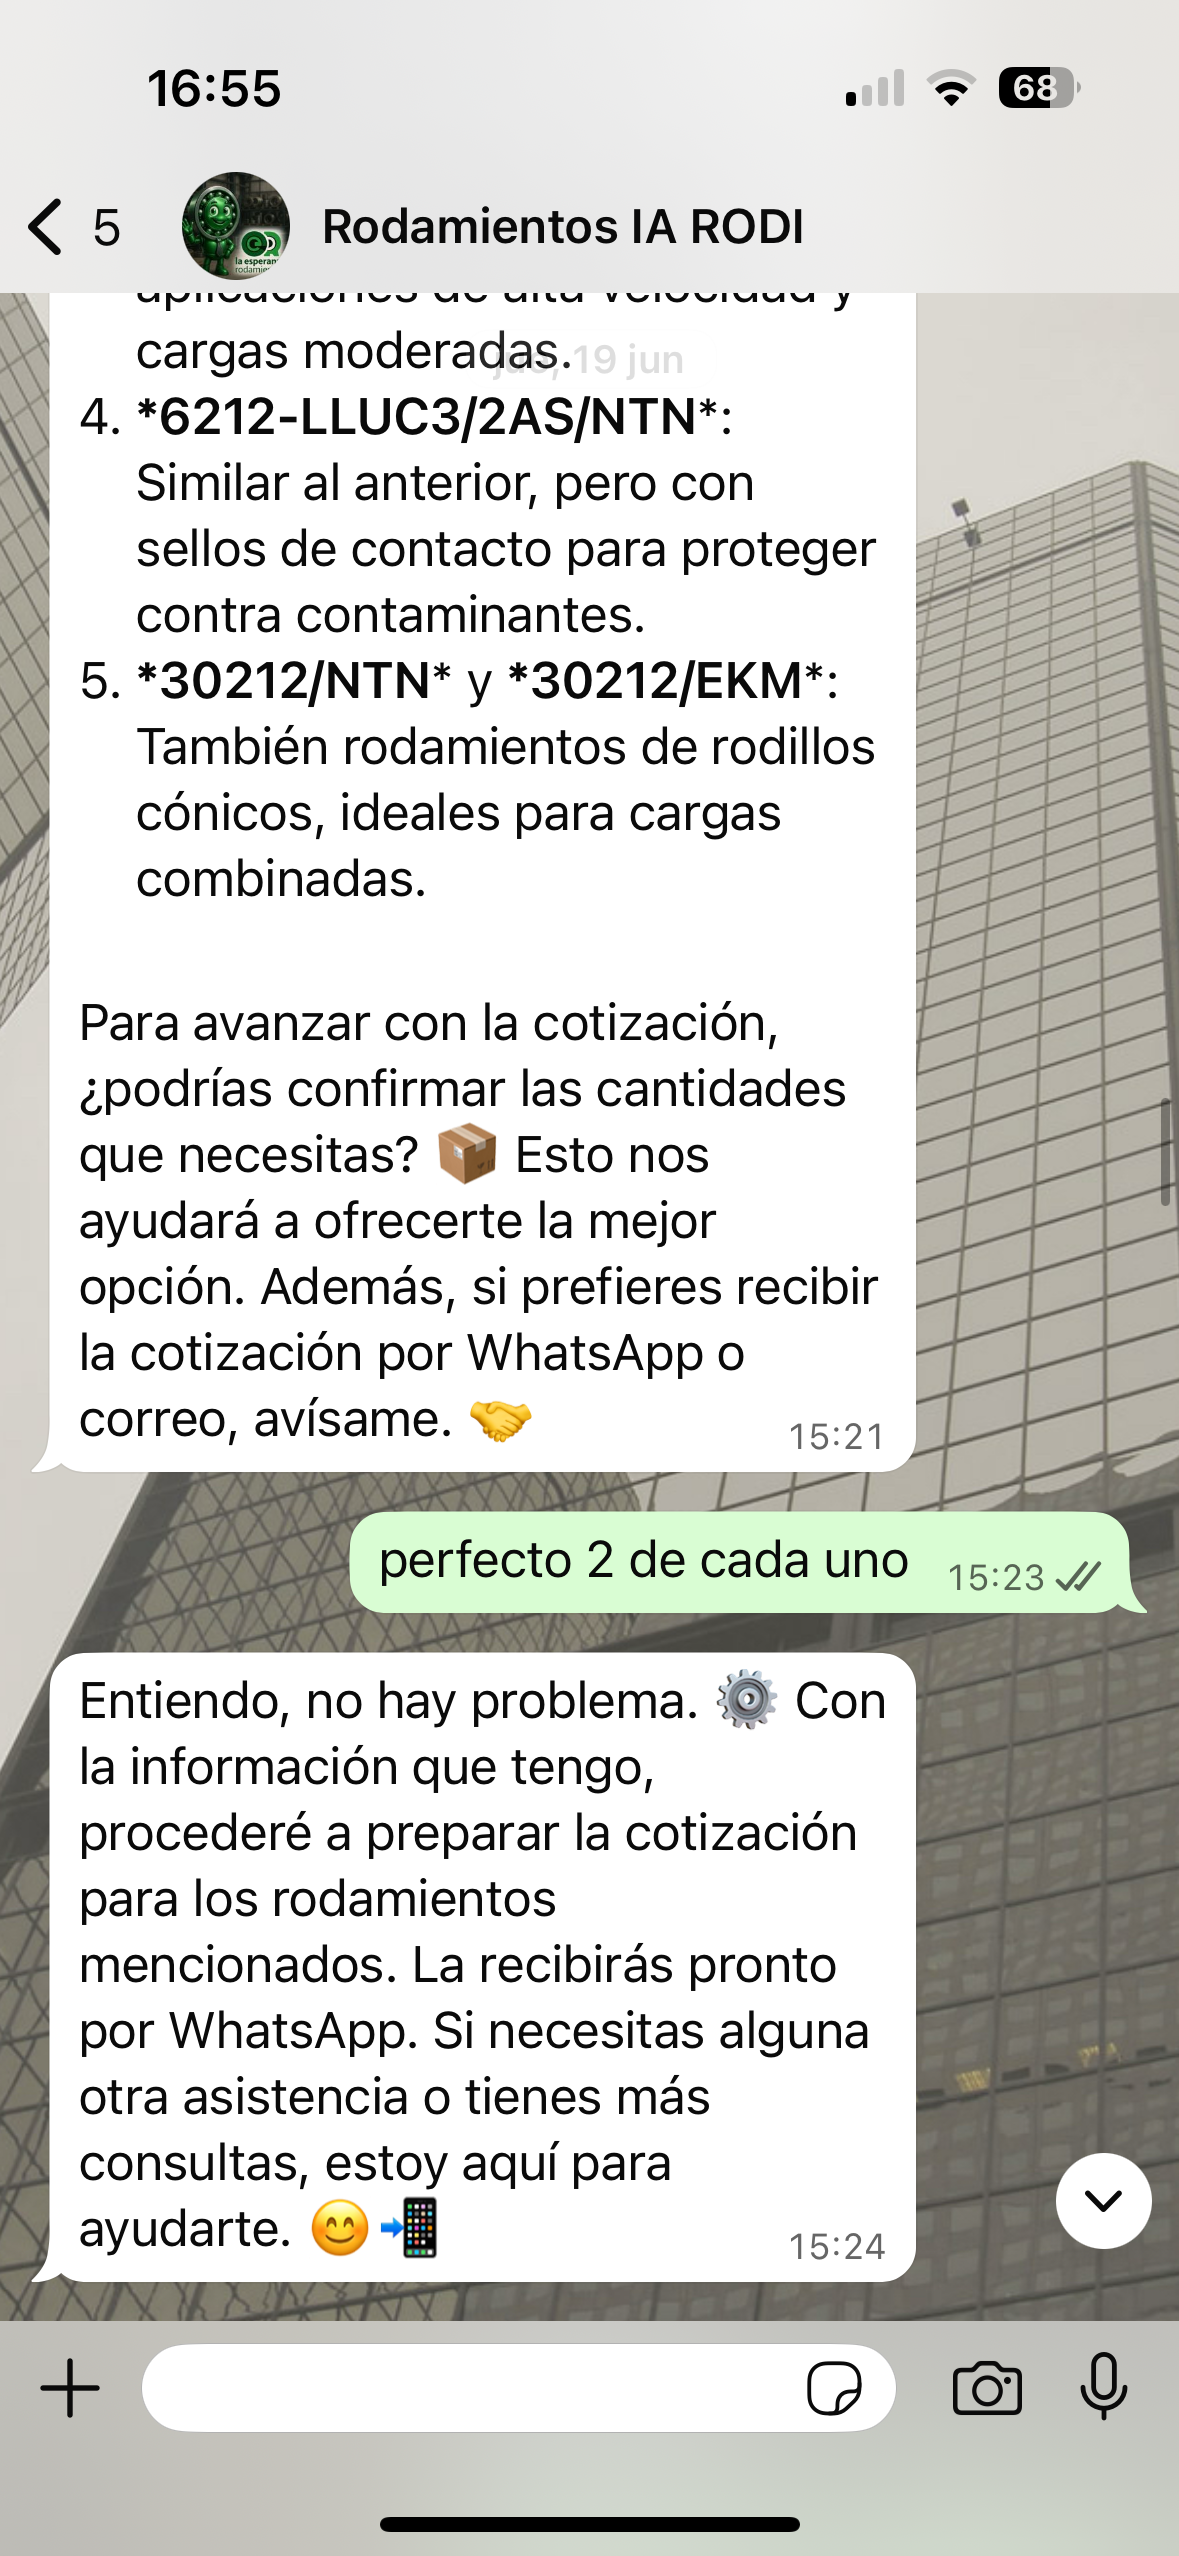 16:55
68
5
Rodamientos IA RODI
aplicaciones de alta velocidad y
cargas moderadas.
jue, 19 jun
4. *6212-LLUC3/2AS/NTN*:
Similar al anterior, pero con
sellos de contacto para proteger
contra contaminantes.
5. *30212/NTN* y *30212/EKM*:
También rodamientos de rodillos
cónicos, ideales para cargas
combinadas.
Para avanzar con la cotización,
¿podrías confirmar las cantidades
que necesitas? 📦 Esto nos
ayudará a ofrecerte la mejor
opción. Además, si prefieres recibir
la cotización por WhatsApp o
correo, avísame. 🤝
15:21
perfecto 2 de cada uno
15:23
Entiendo, no hay problema. ⚙️ Con
la información que tengo,
procederé a preparar la cotización
para los rodamientos
mencionados. La recibirás pronto
por WhatsApp. Si necesitas alguna
otra asistencia o tienes más
consultas, estoy aquí para
ayudarte. 😊📲
15:24